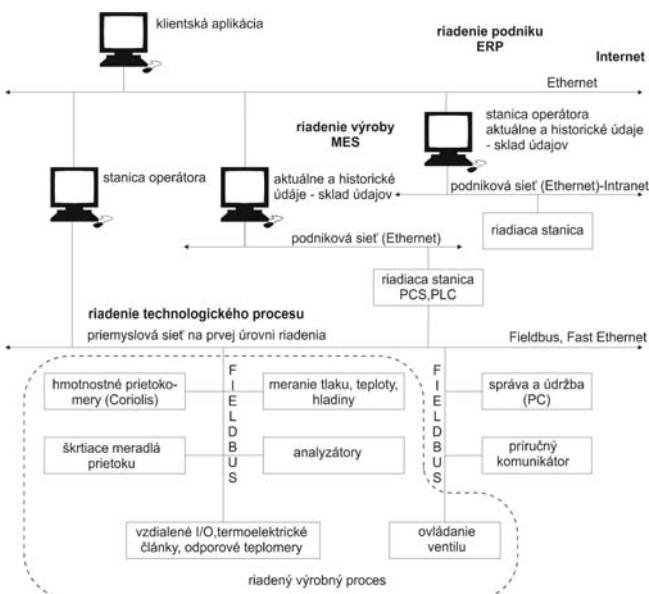 klientská aplikácia
riadenie podniku
ERP
Internet
Ethernet
riadenie výroby
MES
stanica operátora
aktuálne a historické údaje
- sklad údajov
stanica operátora
aktuálne a historické
údáje - sklad údajov
podniková sieť (Ethernet)-Intranet
riadiaca stanica
podniková sieť (Ethernet)
riadiaca stanica
PCS,PLC
riadenie technologického procesu
priemyslová sieť na prvej úrovni riadenia
Fieldbus, Fast Ethernet
hmotnostné prietoko-
mery (Coriolis)
FIELDBUS
meranie tlaku, teploty,
hladiny
FIELDBUS
správa a údržba
(PC)
škrtiace meradlá
prietoku
analyzátory
príručný
komunikátor
vzdialené I/O,termoelektrické
články, odporové teplomery
ovládanie
ventilu
riadený výrobný proces